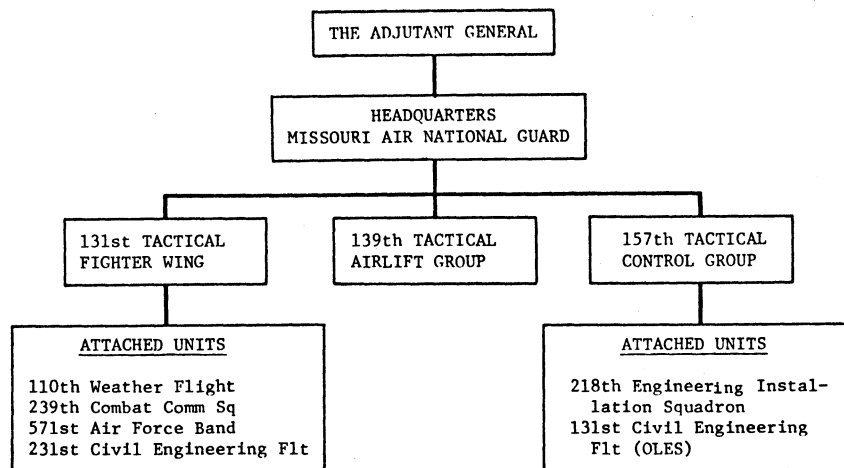 THE ADJUTANT GENERAL
HEADQUARTERS
MISSOURI AIR NATIONAL GUARD
131st TACTICAL
FIGHTER WING
139th TACTICAL
AIRLIFT GROUP
157th TACTICAL
CONTROL GROUP
ATTACHED UNITS
110th Weather Flight
239th Combat Comm Sq
571st Air Force Band
231st Civil Engineering Flt
ATTACHED UNITS
218th Engineering Instal-
lation Squadron
131st Civil Engineering
Flt (OLES)